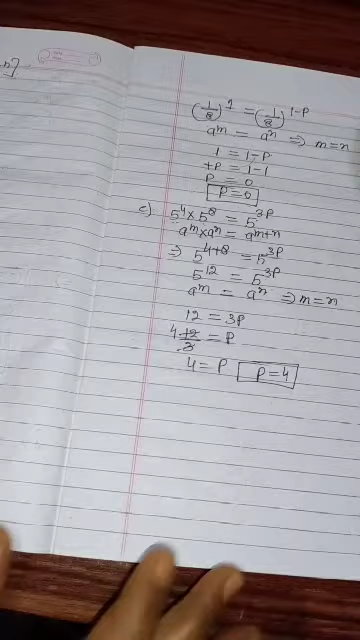 (1/8)^1 = (1/8)^1-P
a^m = a^n ⇒ m=n
1 = 1-P
+P = 1-1
P = 0
P=0
c) 5^4 × 5^8 = 5^3P
a^m × a^n = a^m+n
⇒ 5^4+8 = 5^3P
5^12 = 5^3P
a^m = a^n ⇒ m=n
12 = 3P
4 12/3 = P
4 = P P=4